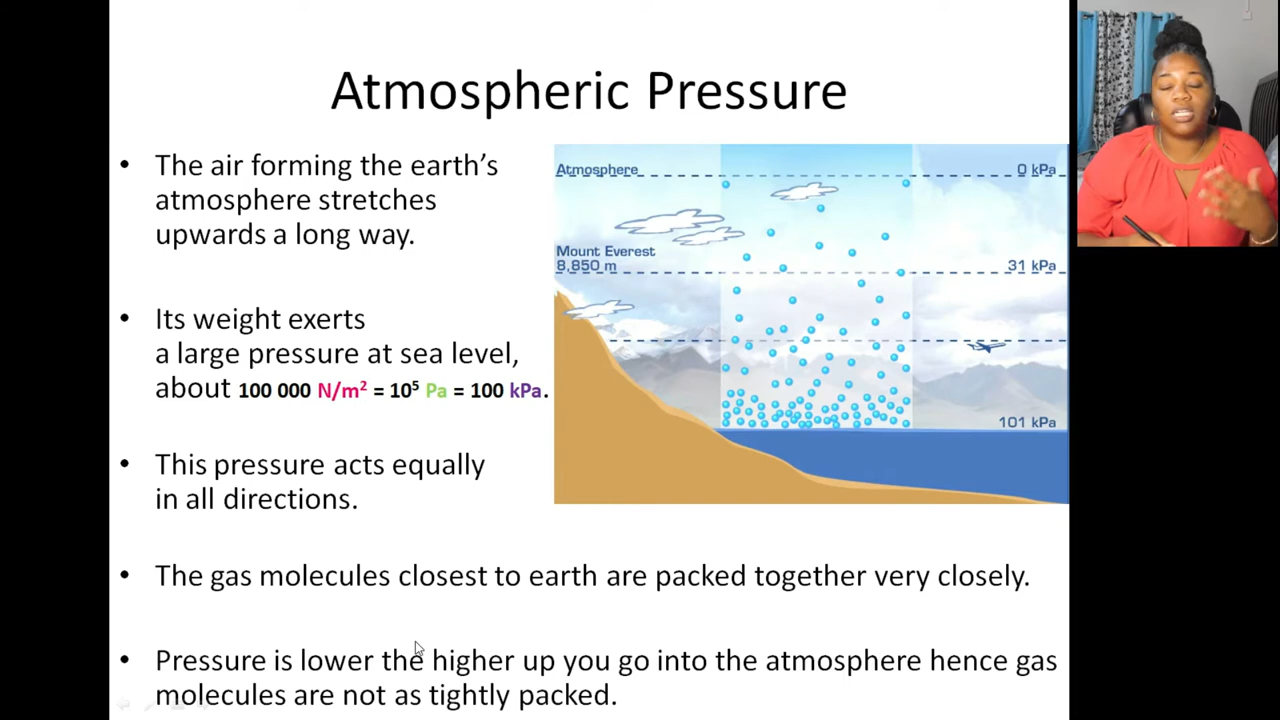 Atmospheric Pressure
• The air forming the earth’s
atmosphere stretches
upwards a long way.
• Its weight exerts
a large pressure at sea level,
about 100 000 N/m² = 10⁵ Pa = 100 kPa.
• This pressure acts equally
in all directions.
• The gas molecules closest to earth are packed together very closely.
• Pressure is lower the higher up you go into the atmosphere hence gas
molecules are not as tightly packed.
Atmosphere
0 kPa
Mount Everest
8,850 m
31 kPa
101 kPa